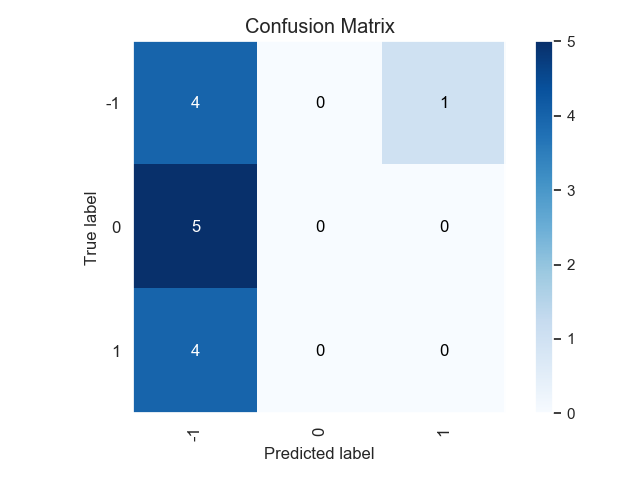 Confusion Matrix
True label
-1 4 0 1
0 5 0 0
1 4 0 0
-1 0 1
Predicted label
5
4
3
2
1
0